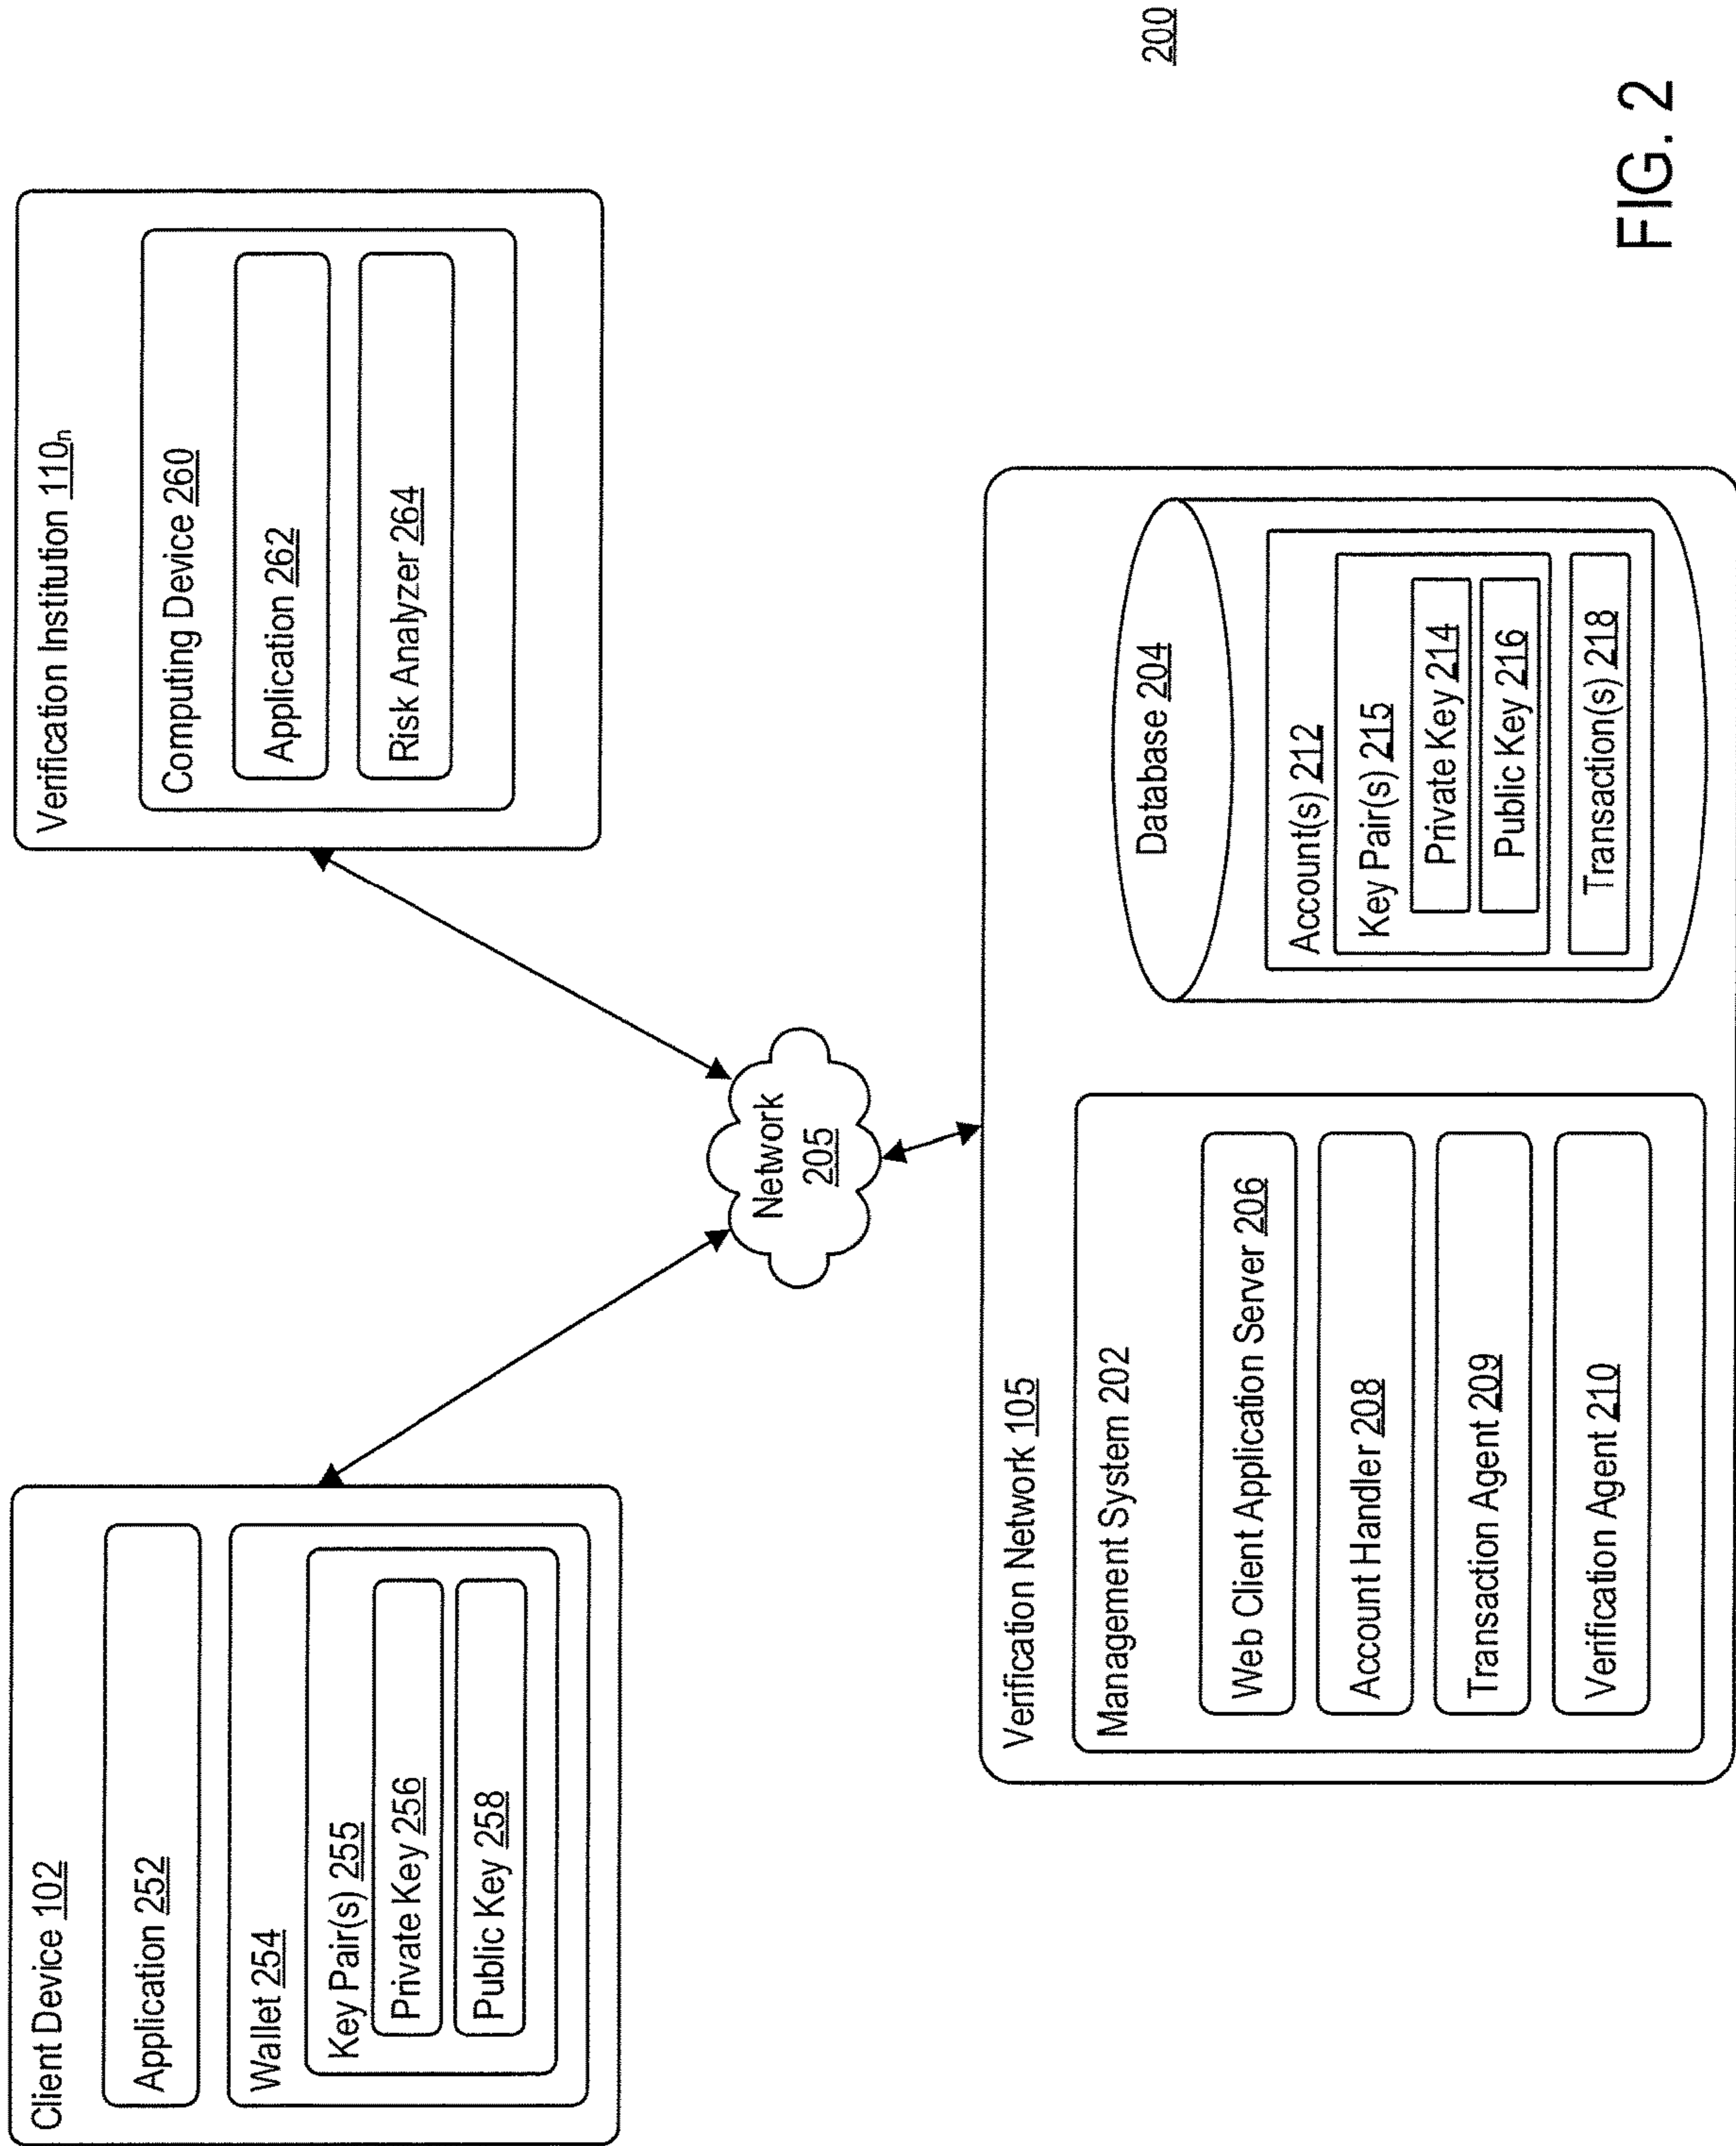 Client Device 102
Application 252
Wallet 254
Key Pair(s) 255
Private Key 256
Public Key 258
Verification Institution 110n
Computing Device 260
Application 262
Risk Analyzer 264
Network
205
Verification Network 105
Management System 202
Web Client Application Server 206
Account Handler 208
Transaction Agent 209
Verification Agent 210
Database 204
Account(s) 212
Key Pair(s) 215
Private Key 214
Public Key 216
Transaction(s) 218
200
FIG. 2